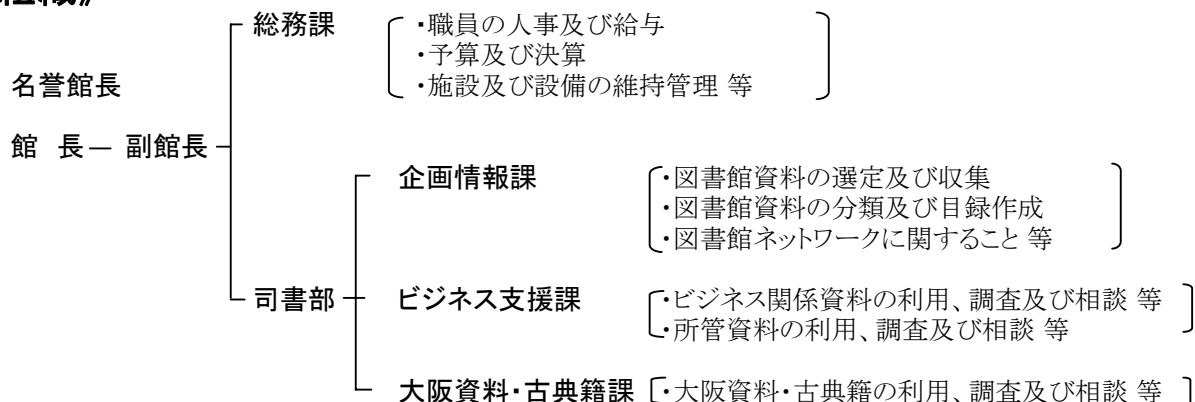 総務課 ・職員の人事及び給与
・予算及び決算
名誉館長 ・施設及び設備の維持管理 等
館 長 ― 副館長
企画情報課 ・図書館資料の選定及び収集
・図書館資料の分類及び目録作成
・図書館ネットワークに関すること 等
司書部 ビジネス支援課 ・ビジネス関係資料の利用、調査及び相談 等
・所管資料の利用、調査及び相談 等
大阪資料・古典籍課 ・大阪資料・古典籍の利用、調査及び相談 等